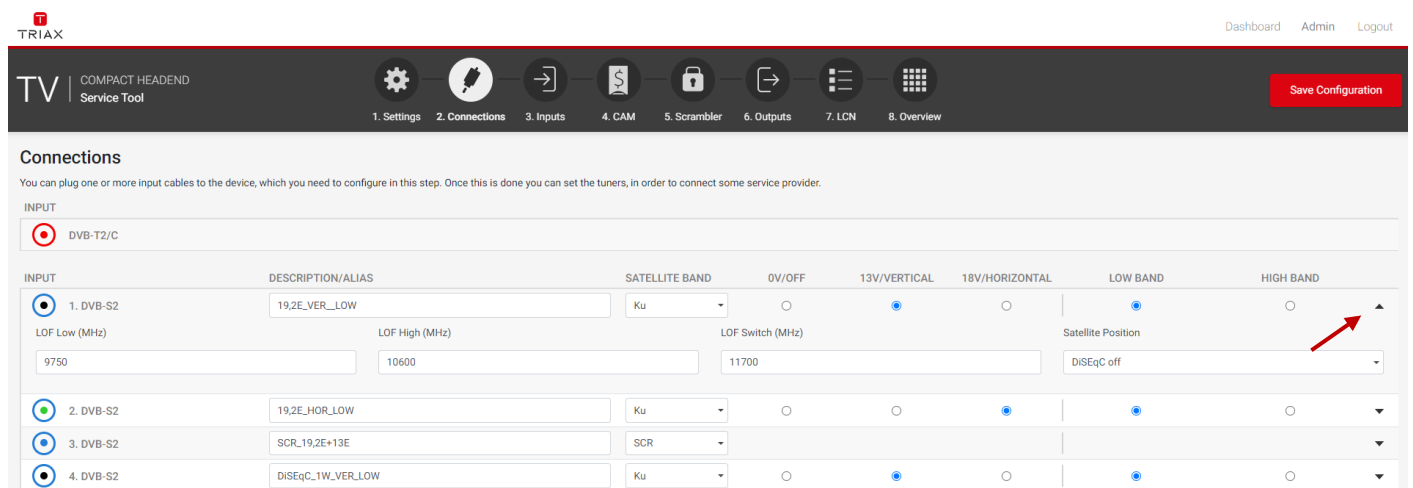 TRIAX
Dashboard Admin Logout
TV COMPACT HEADEND
Service Tool
1. Settings 2. Connections 3. Inputs 4. CAM 5. Scrambler 6. Outputs 7. LCN 8. Overview
Save Configuration
Connections
You can plug one or more input cables to the device, which you need to configure in this step. Once this is done you can set the tuners, in order to connect some service provider.
INPUT
DVB-T2/C
INPUT DESCRIPTION/ALIAS SATELLITE BAND 0V/OFF 13V/VERTICAL 18V/HORIZONTAL LOW BAND HIGH BAND
1. DVB-S2 19,2E_VER__LOW Ku
LOF Low (MHz) LOF High (MHz) LOF Switch (MHz) Satellite Position
9750 10600 11700 DiSEqC off
2. DVB-S2 19,2E_HOR_LOW Ku
3. DVB-S2 SCR_19,2E+13E SCR
4. DVB-S2 DiSEqC_1W_VER_LOW Ku